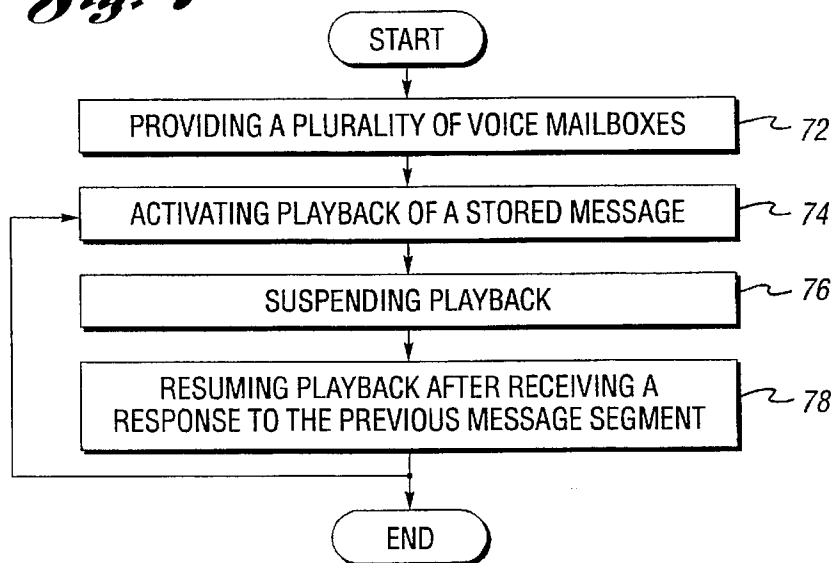 START
PROVIDING A PLURALITY OF VOICE MAILBOXES
72
ACTIVATING PLAYBACK OF A STORED MESSAGE
74
SUSPENDING PLAYBACK
76
RESUMING PLAYBACK AFTER RECEIVING A
RESPONSE TO THE PREVIOUS MESSAGE SEGMENT
78
END